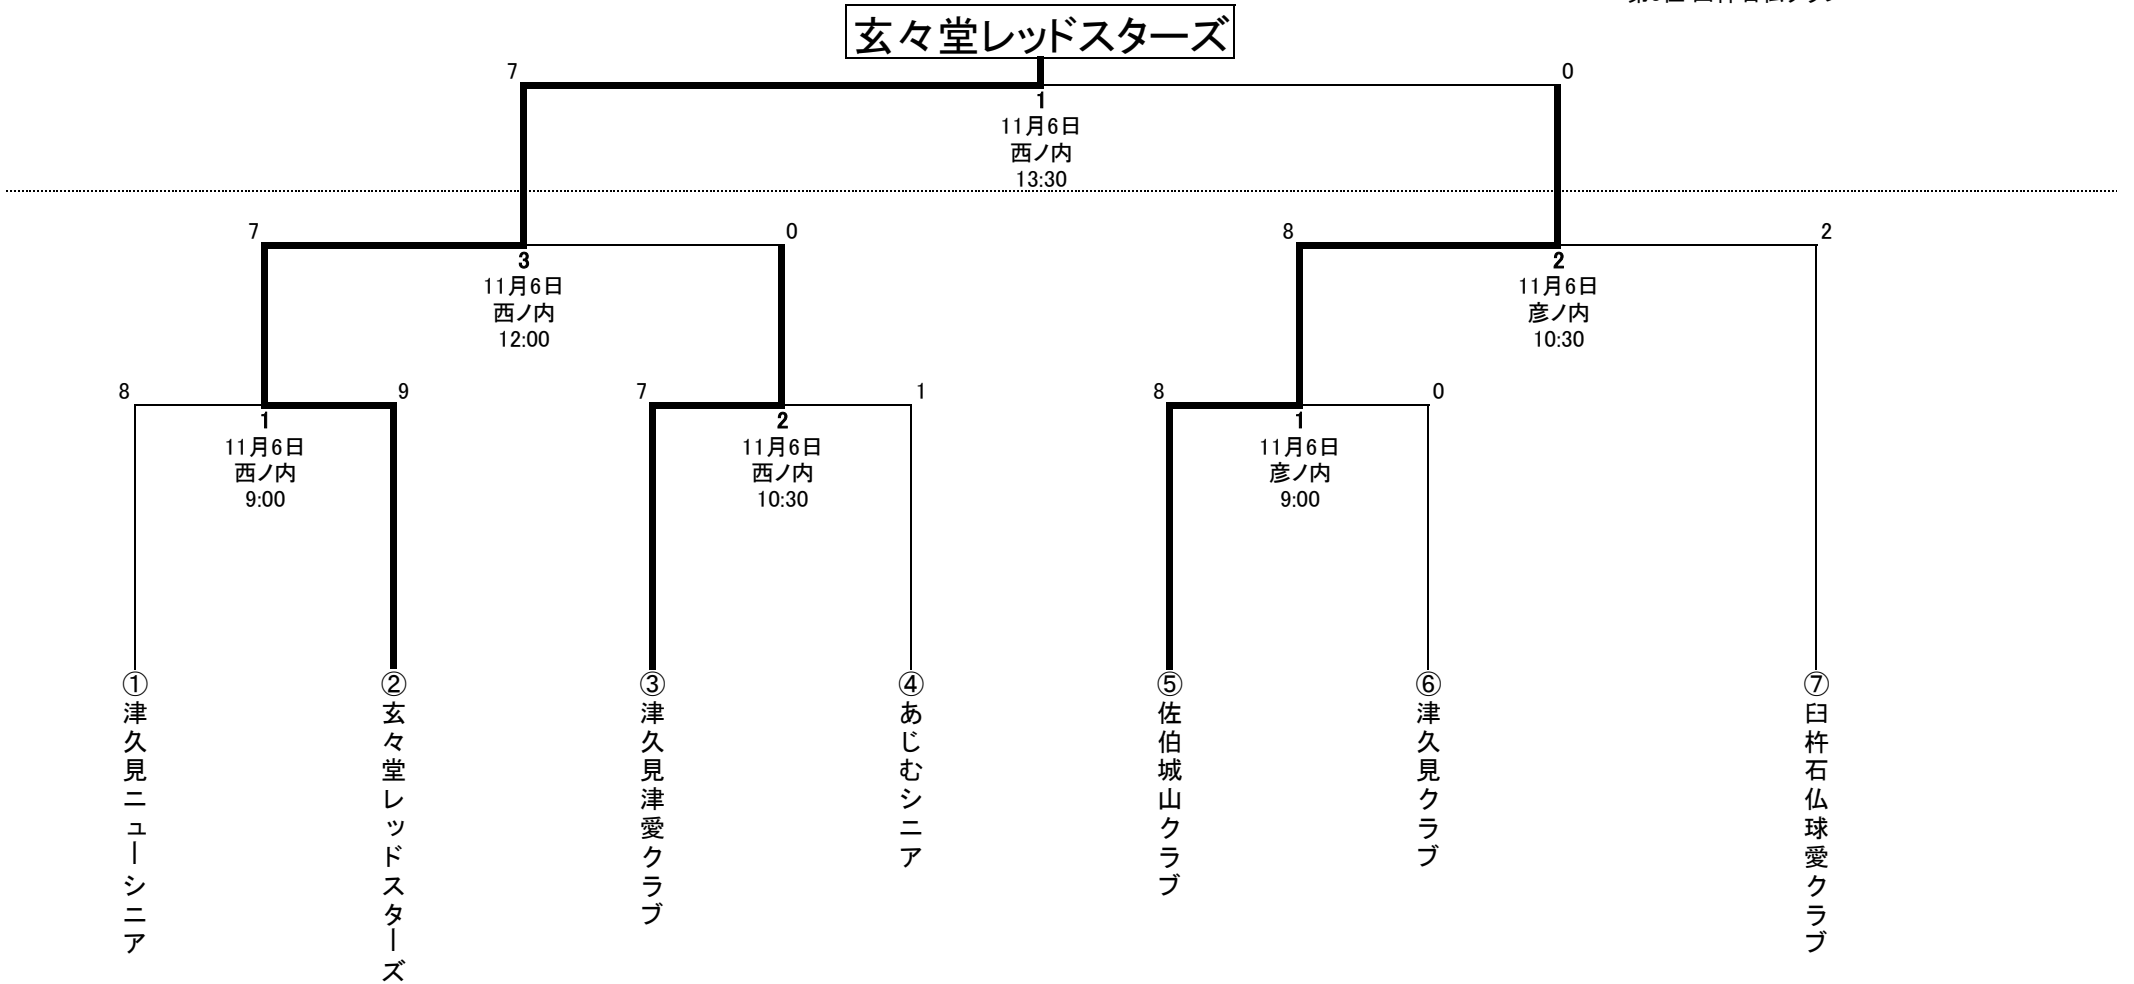 玄々堂レッドスターズ
7
0
1
11月6日
西ノ内
13:30
7
0
8
2
3
11月6日
西ノ内
12:00
2
11月6日
彦ノ内
10:30
8
9
7
1
8
0
1
11月6日
西ノ内
9:00
2
11月6日
西ノ内
10:30
1
11月6日
彦ノ内
9:00
①津久見ニューシニア
②玄々堂レッドスターズ
③津久見津愛クラブ
④あじむシニア
⑤佐伯城山クラブ
⑥津久見クラブ
⑦臼杵石仏球愛クラブ